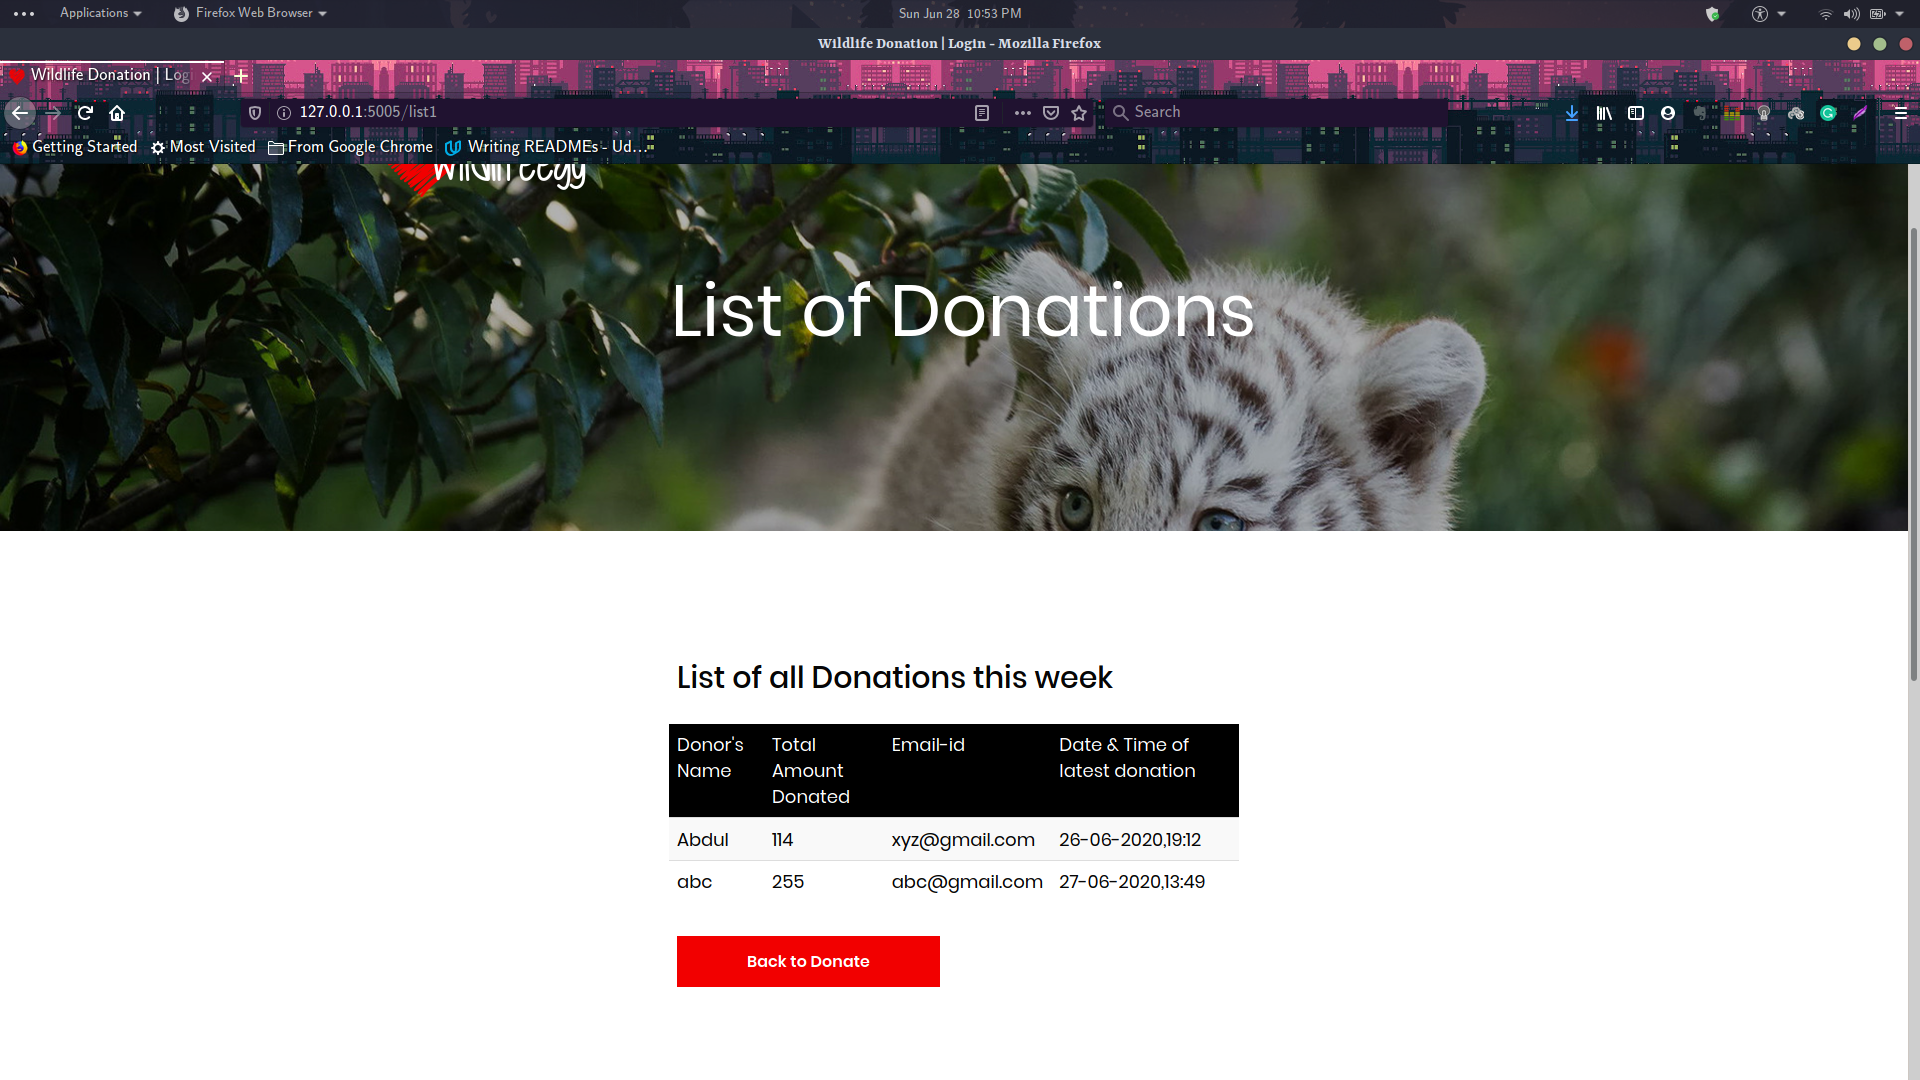 Applications
Firefox Web Browser
Sun Jun 28 10:53 PM
Wildlife Donation | Login - Mozilla Firefox
Wildlife Donation | Log
127.0.0.1:5005/list1
Search
Getting Started
Most Visited
From Google Chrome
Writing READMEs - Ud...
List of Donations
List of all Donations this week
Donor's Name Total Amount Donated Email-id Date & Time of latest donation
Abdul 114 xyz@gmail.com 26-06-2020,19:12
abc 255 abc@gmail.com 27-06-2020,13:49
Back to Donate